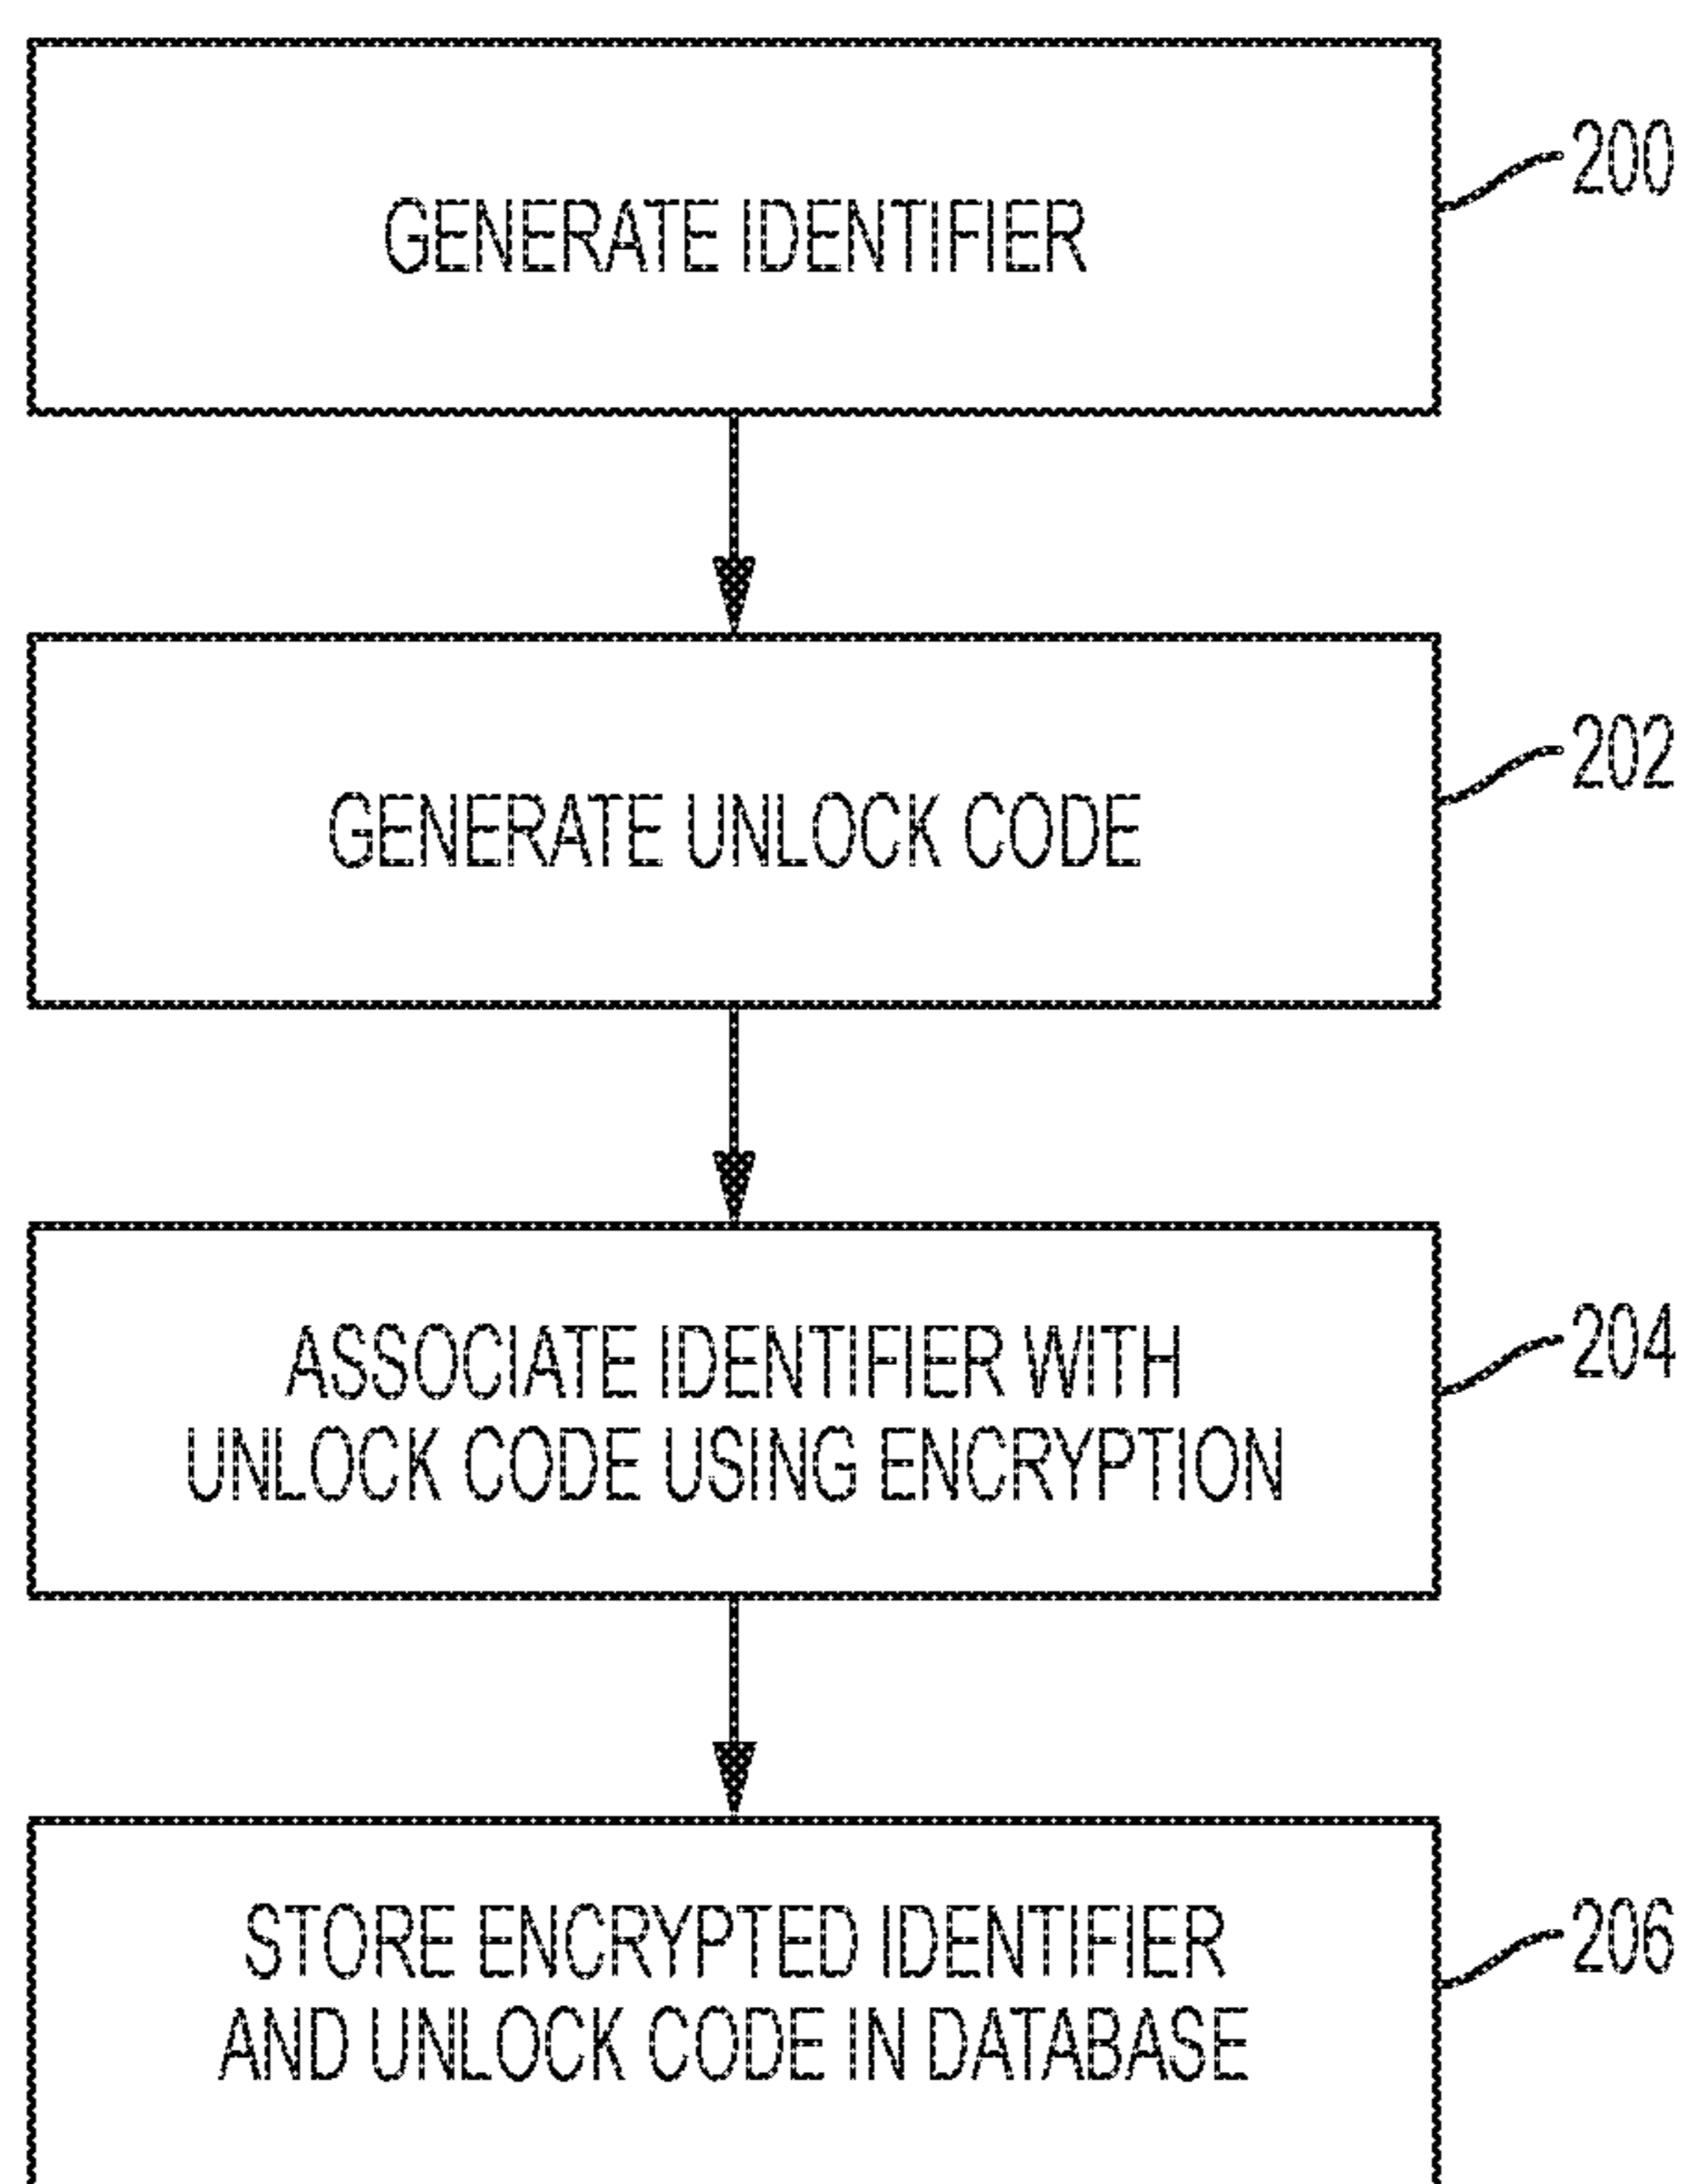 GENERATE IDENTIFIER
200
GENERATE UNLOCK CODE
202
ASSOCIATE IDENTIFIER WITH
UNLOCK CODE USING ENCRYPTION
204
STORE ENCRYPTED IDENTIFIER
AND UNLOCK CODE IN DATABASE
206